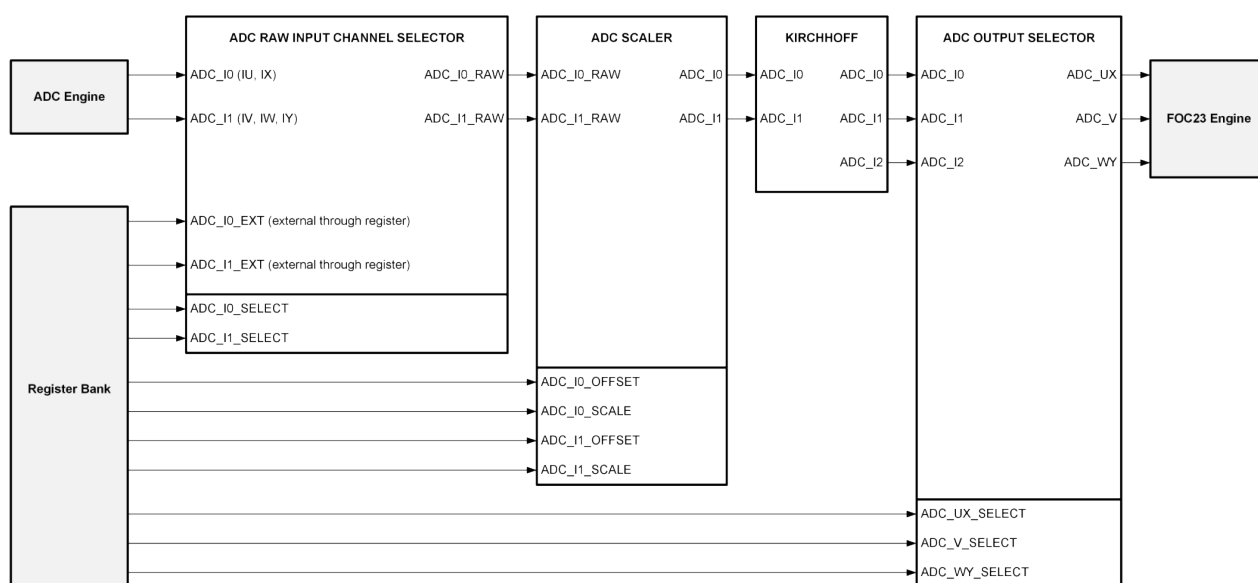 ADC Engine
Register Bank
ADC RAW INPUT CHANNEL SELECTOR
ADC_I0 (IU, IX)
ADC_I0_RAW
ADC_I1 (IV, IW, IY)
ADC_I1_RAW
ADC_I0_EXT (external through register)
ADC_I1_EXT (external through register)
ADC_I0_SELECT
ADC_I1_SELECT
ADC SCALER
ADC_I0_RAW
ADC_I0
ADC_I1_RAW
ADC_I1
ADC_I0_OFFSET
ADC_I0_SCALE
ADC_I1_OFFSET
ADC_I1_SCALE
KIRCHHOFF
ADC_I0
ADC_I0
ADC_I1
ADC_I1
ADC_I2
ADC OUTPUT SELECTOR
ADC_I0
ADC_UX
ADC_I1
ADC_V
ADC_I2
ADC_WY
ADC_UX_SELECT
ADC_V_SELECT
ADC_WY_SELECT
FOC23 Engine